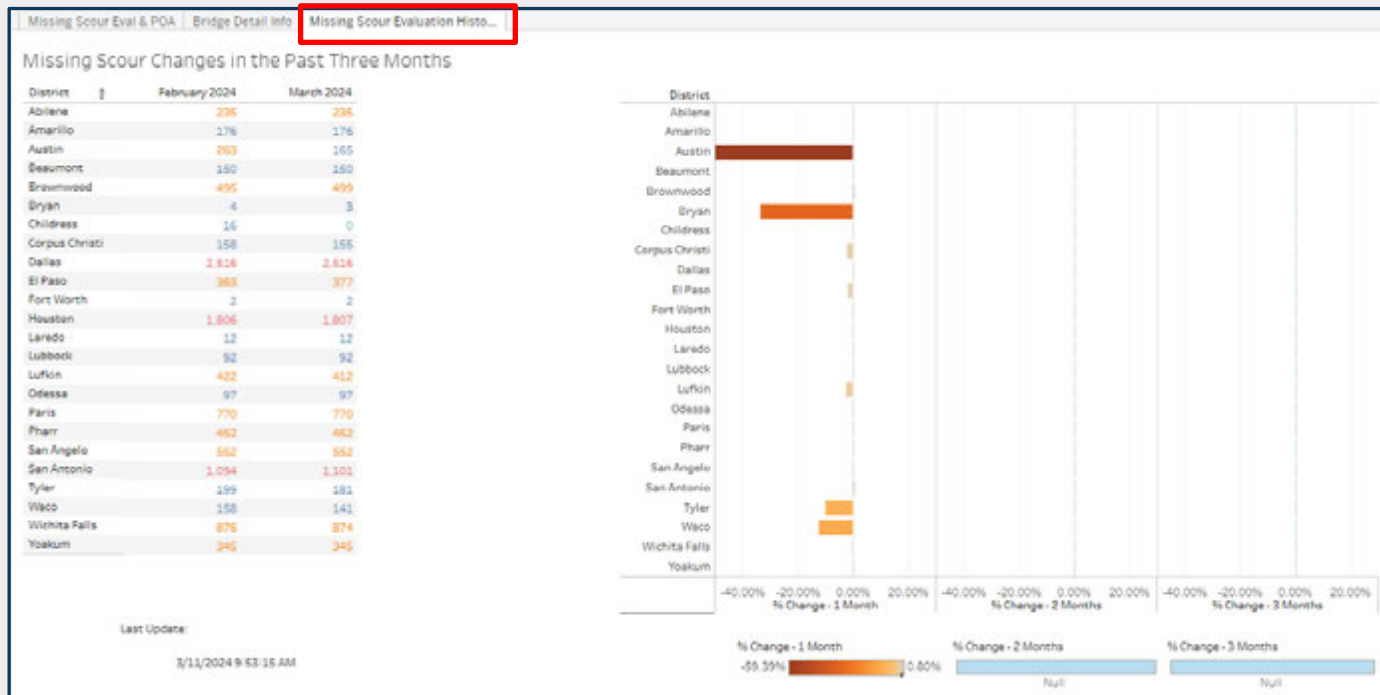 Missing Scour Eval & POA Bridge Detail Info Missing Scour Evaluation Histo...
Missing Scour Changes in the Past Three Months
District February 2024 March 2024
Abilene
Amarillo 176 176
Austin 263 165
Beaumont 150 150
Brownwood 495 499
Bryan 4 3
Childress 16 0
Corpus Christi 158 155
Dallas 2,616 2,616
El Paso 383 377
Fort Worth 2 2
Houston 1,806 1,807
Laredo 12 12
Lubbock 92 92
Lufkin 422 412
Odessa 97 97
Paris 770 770
Pharr 462 462
San Angelo 552 552
San Antonio 1,094 1,101
Tyler 199 181
Waco 158 141
Wichita Falls 874
Yoakum 345 345
Last Update:
3/11/2024 9:53:15 AM
District
Abilene
Amarillo
Austin
Beaumont
Brownwood
Bryan
Childress
Corpus Christi
Dallas
El Paso
Fort Worth
Houston
Laredo
Lubbock
Lufkin
Odessa
Paris
Pharr
San Angelo
San Antonio
Tyler
Waco
Wichita Falls
Yoakum
-40.00% -20.00% 0.00% 20.00% -40.00% -20.00% 0.00% 20.00% -40.00% -20.00% 0.00% 20.00%
% Change - 1 Month % Change - 2 Months % Change - 3 Months
% Change - 1 Month % Change - 2 Months % Change - 3 Months
-59.39% 0.80%
Null Null